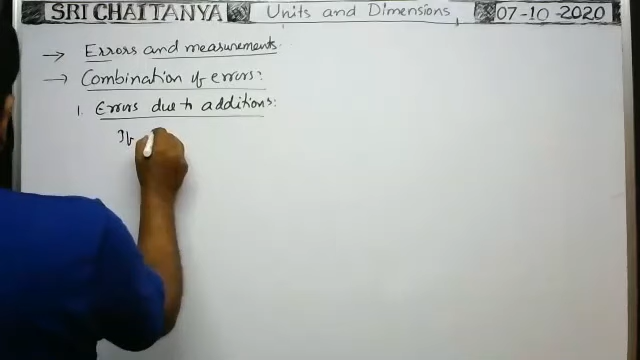 SRI CHAITANYA Units and Dimensions 07-10-2020
→ Errors and measurements.
→ Combination of errors:
1. Errors due to additions:
If